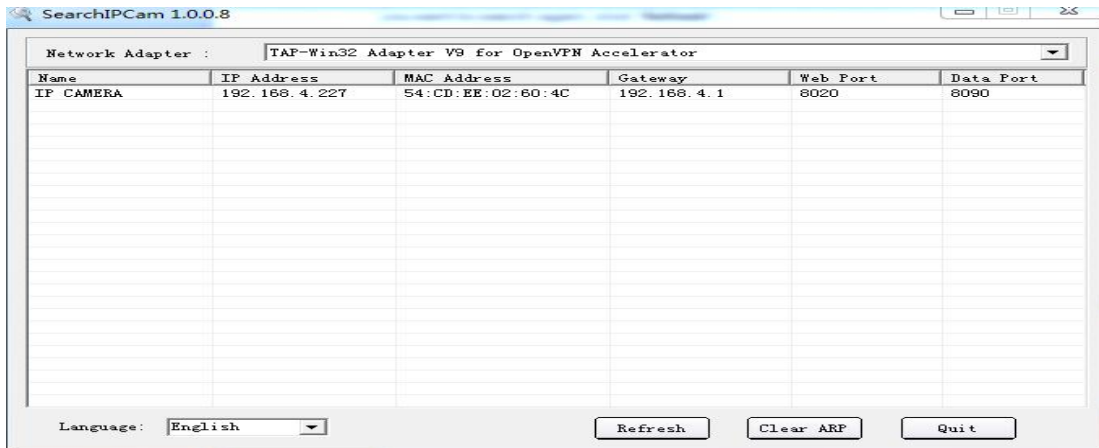 SearchIPCam 1.0.0.8
Network Adapter : TAP-Win32 Adapter V9 for OpenVPN Accelerator
Name IP Address MAC Address Gateway Web Port Data Port
IP CAMERA 192.168.4.227 54:CD:EE:02:60:4C 192.168.4.1 8020 8090
Language: English Refresh Clear ARP Quit